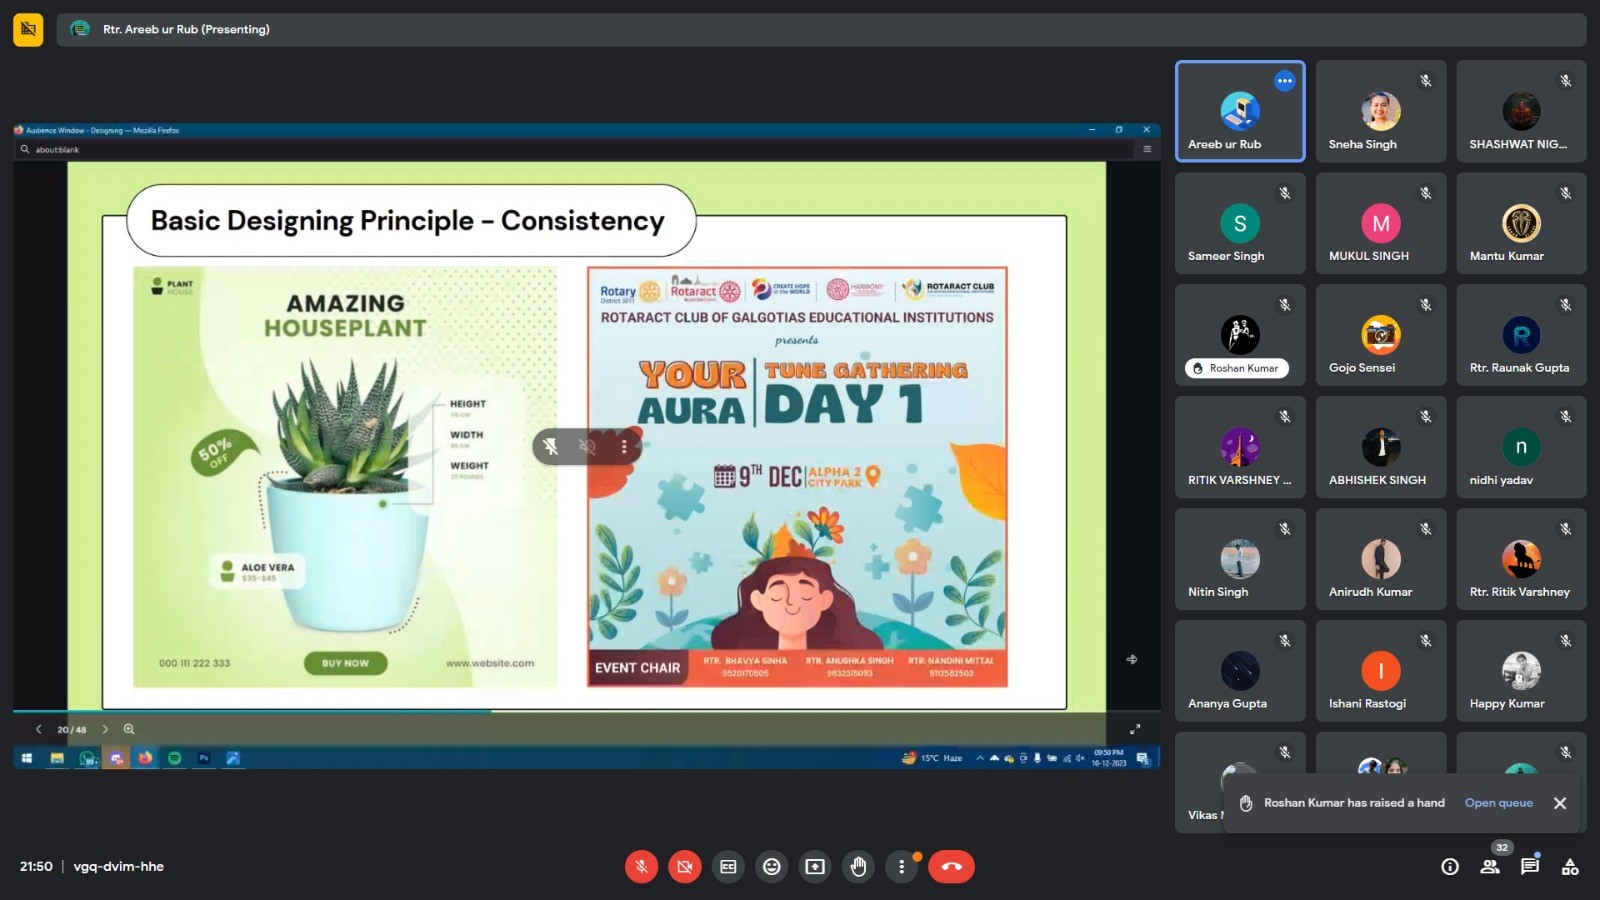 Rtr. Areeb ur Rub (Presenting)
Audience Window - Designing — Mozilla Firefox
about:blank
Basic Designing Principle - Consistency
PLANT
HOUSE
AMAZING
HOUSEPLANT
50%
OFF
HEIGHT
WIDTH
WEIGHT
ALOE VERA
$35-$45
000 111 222 333
BUY NOW
www.website.com
Rotary
District 3011
Rotaract
CREATE HOPE
in the WORLD
HARMONY
ROTARACT CLUB
ROTARACT CLUB OF GALGOTIAS EDUCATIONAL INSTITUTIONS
presents
YOUR
AURA
TUNE GATHERING
DAY 1
9TH DEC
ALPHA 2
CITY PARK
EVENT CHAIR
RTR. BHAVYA SINHA
RTR. ANUSHKA SINGH
RTR. NANDINI MITTAL
20 / 48
15°C Haze
09:50 PM
10-12-2023
Areeb ur Rub
Sneha Singh
SHASHWAT NIG...
Sameer Singh
S
MUKUL SINGH
M
Mantu Kumar
Roshan Kumar
Gojo Sensei
Rtr. Raunak Gupta
R
RITIK VARSHNEY ...
ABHISHEK SINGH
nidhi yadav
n
Nitin Singh
Anirudh Kumar
Rtr. Ritik Varshney
Ananya Gupta
Ishani Rastogi
I
Happy Kumar
Vikas
Roshan Kumar has raised a hand
Open queue
21:50 | vgq-dvim-hhe
32